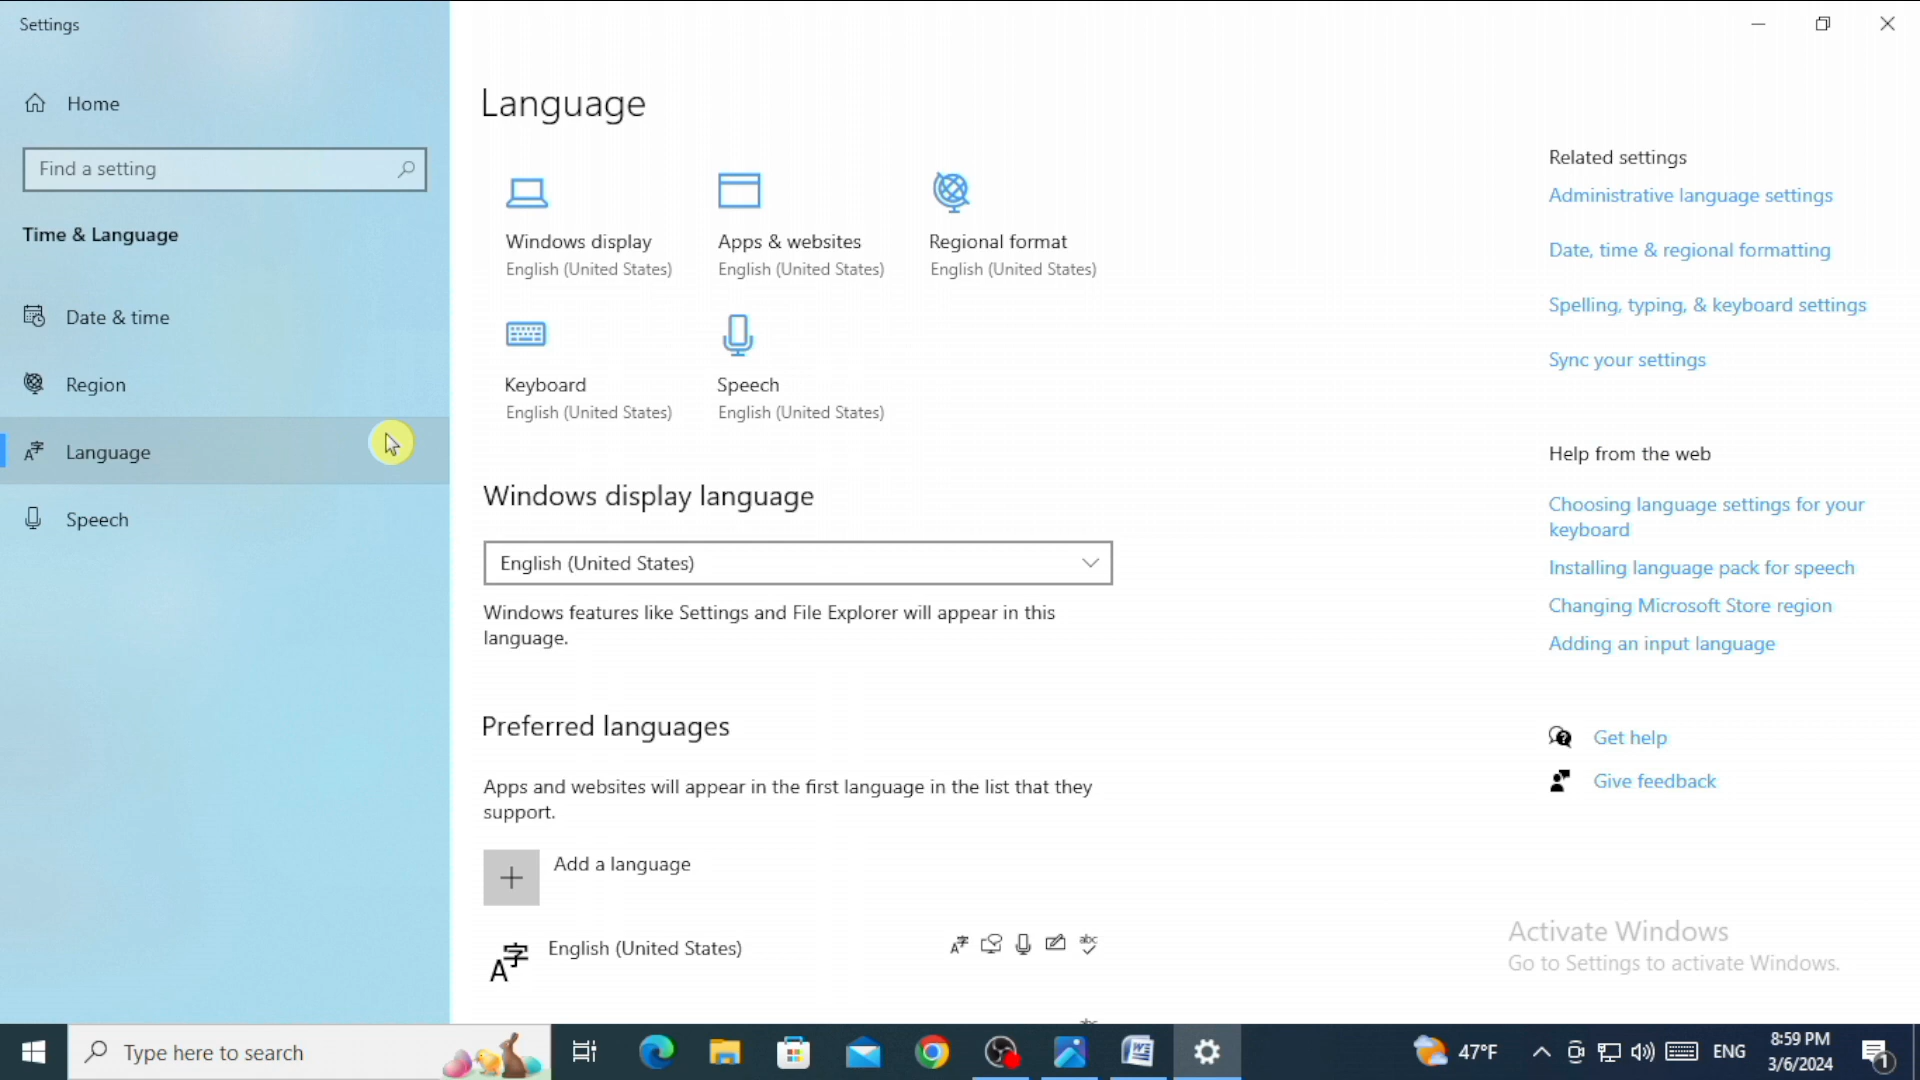 Settings
Home
Find a setting
Time & Language
Date & time
Region
Language
Speech
Language
Windows display
English (United States)
Apps & websites
English (United States)
Regional format
English (United States)
Keyboard
English (United States)
Speech
English (United States)
Windows display language
English (United States)
Windows features like Settings and File Explorer will appear in this
language.
Preferred languages
Apps and websites will appear in the first language in the list that they
support.
Add a language
English (United States)
Related settings
Administrative language settings
Date, time & regional formatting
Spelling, typing, & keyboard settings
Sync your settings
Help from the web
Choosing language settings for your
keyboard
Installing language pack for speech
Changing Microsoft Store region
Adding an input language
Get help
Give feedback
Activate Windows
Go to Settings to activate Windows.
Type here to search
47°F
ENG
8:59 PM
3/6/2024
1